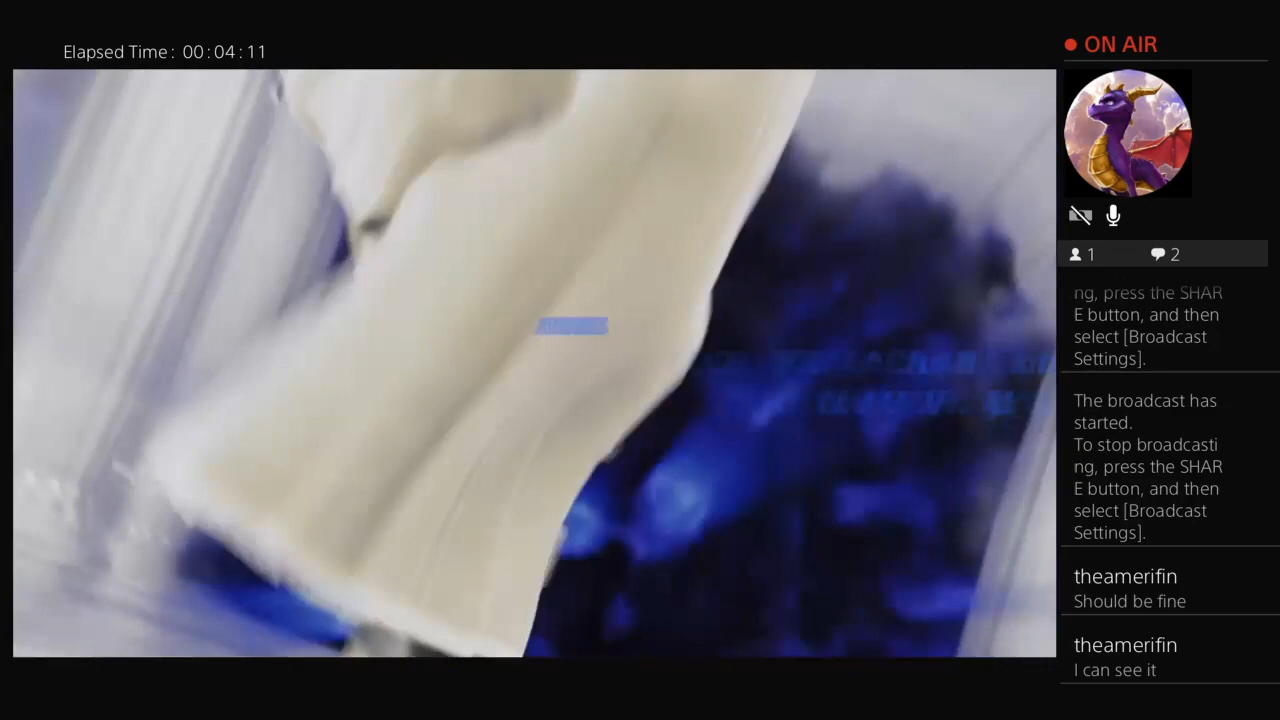 Elapsed Time: 00:04:11
ON AIR
1
2
ng, press the SHAR
E button, and then
select [Broadcast
Settings].
The broadcast has
started.
To stop broadcasti
ng, press the SHAR
E button, and then
select [Broadcast
Settings].
theamerifin
Should be fine
theamerifin
I can see it